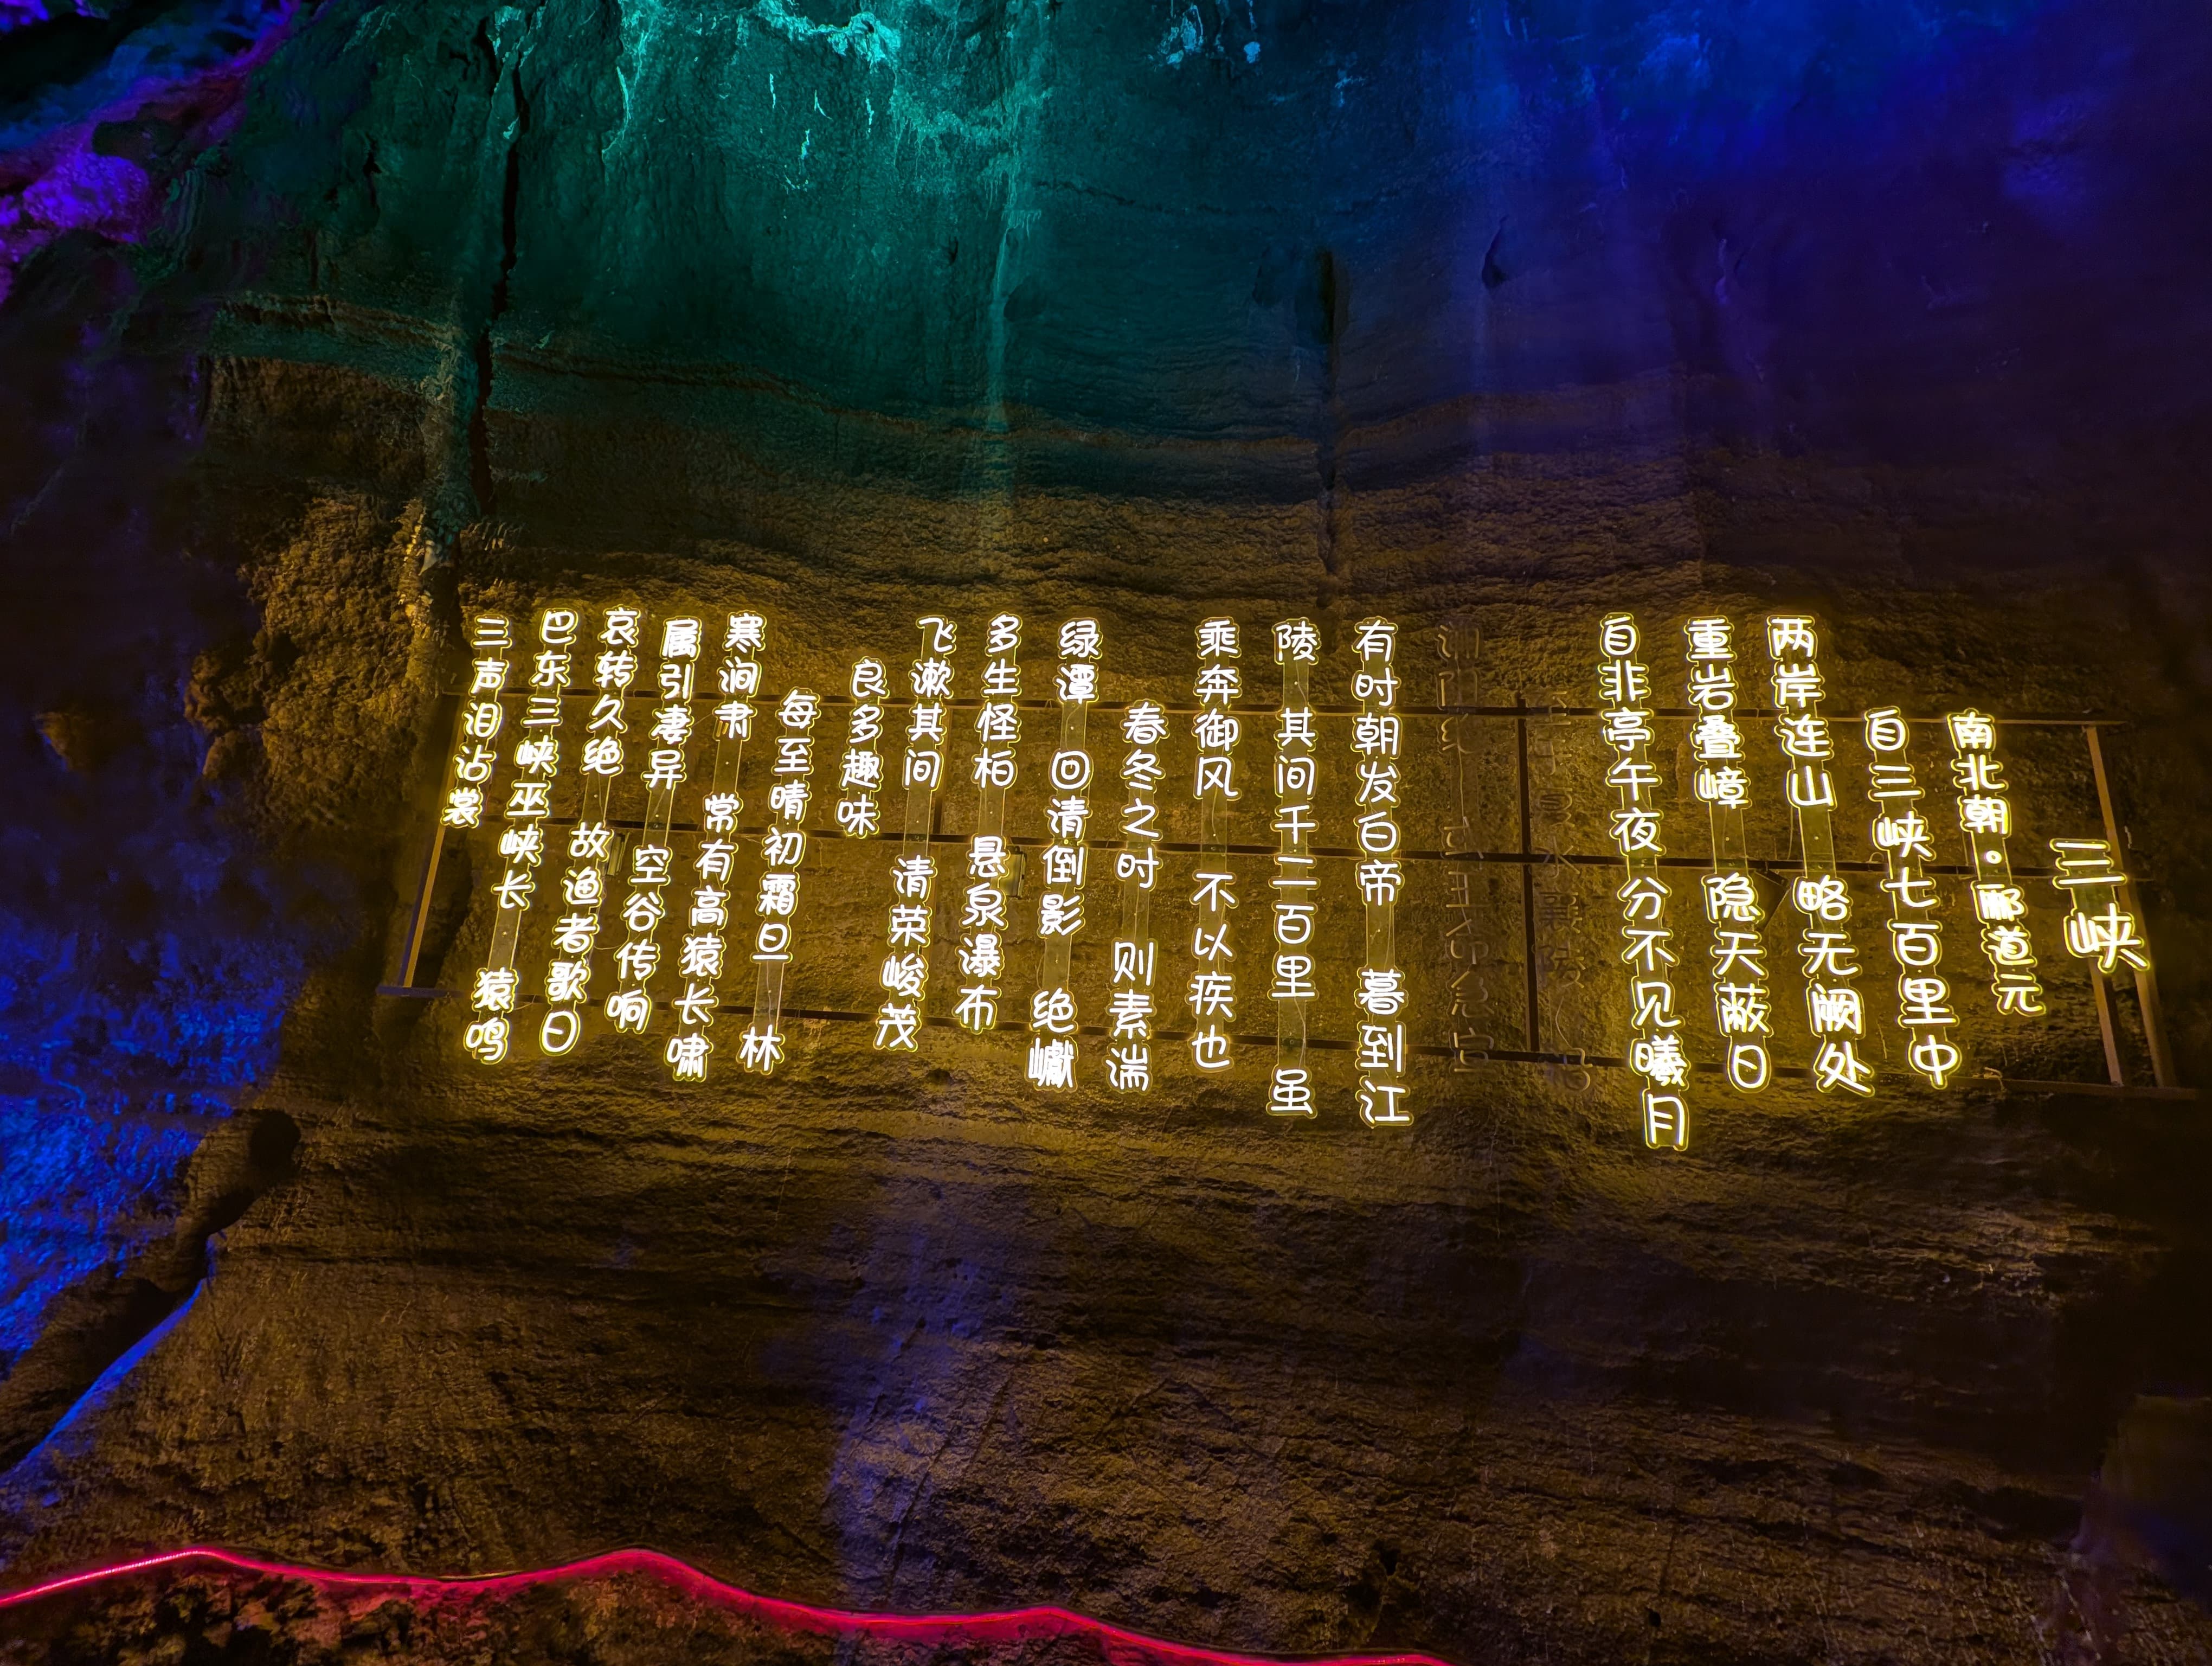 三峡
南北朝·郦道元
自三峡七百里中
两岸连山 略无阙处
重岩叠嶂 隐天蔽日
自非亭午夜 分不见曦月
有时朝发白帝 暮到江
陵 其间千二百里 虽
乘奔御风 不以疾也
春冬之时 则素湍
绿潭 回清倒影 绝巘
多生怪柏 悬泉瀑布
飞漱其间 清荣峻茂
良多趣味
每至晴初霜旦 林
寒涧肃 常有高猿长啸
属引凄异 空谷传响
哀转久绝 故渔者歌曰
巴东三峡巫峡长 猿鸣
三声泪沾裳